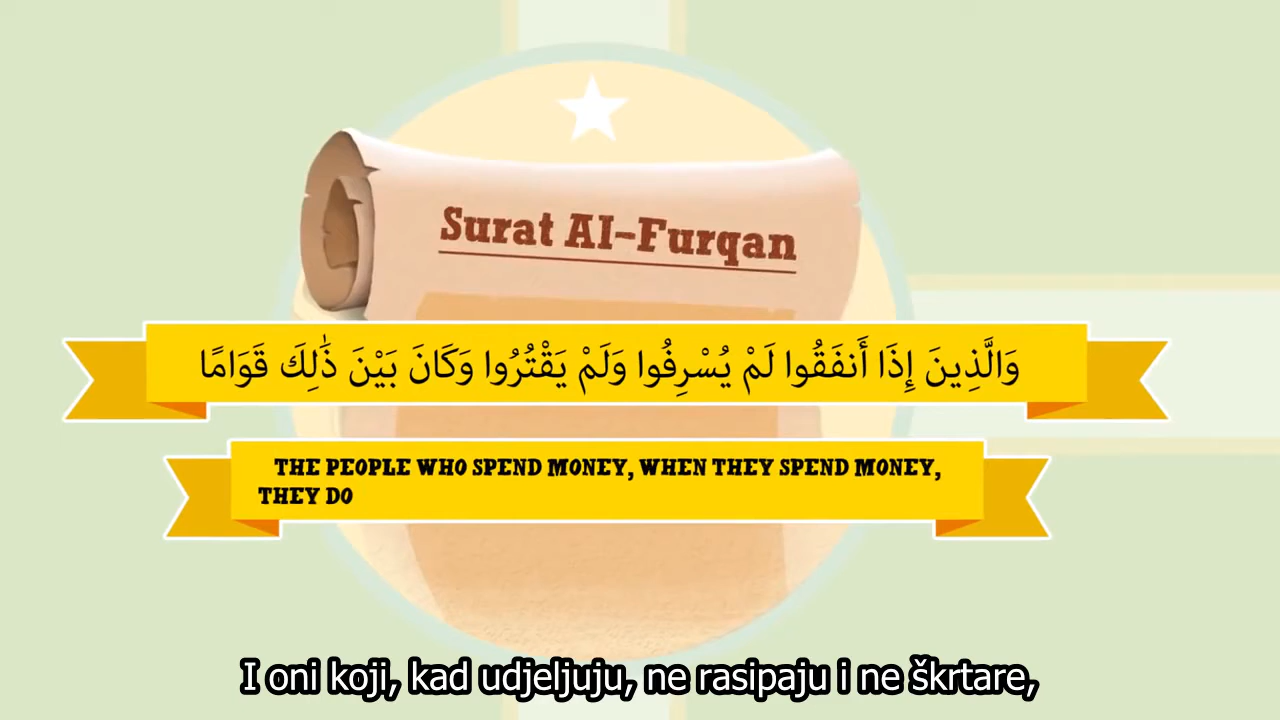 Surat Al-Furqan
وَالَّذِينَ إِذَا أَنفَقُوا لَمْ يُسْرِفُوا وَلَمْ يَقْتُرُوا وَكَانَ بَيْنَ ذَٰلِكَ قَوَامًا
THE PEOPLE WHO SPEND MONEY, WHEN THEY SPEND MONEY,
THEY DO
I oni koji, kad udjeljuju, ne rasipaju i ne škrtare,